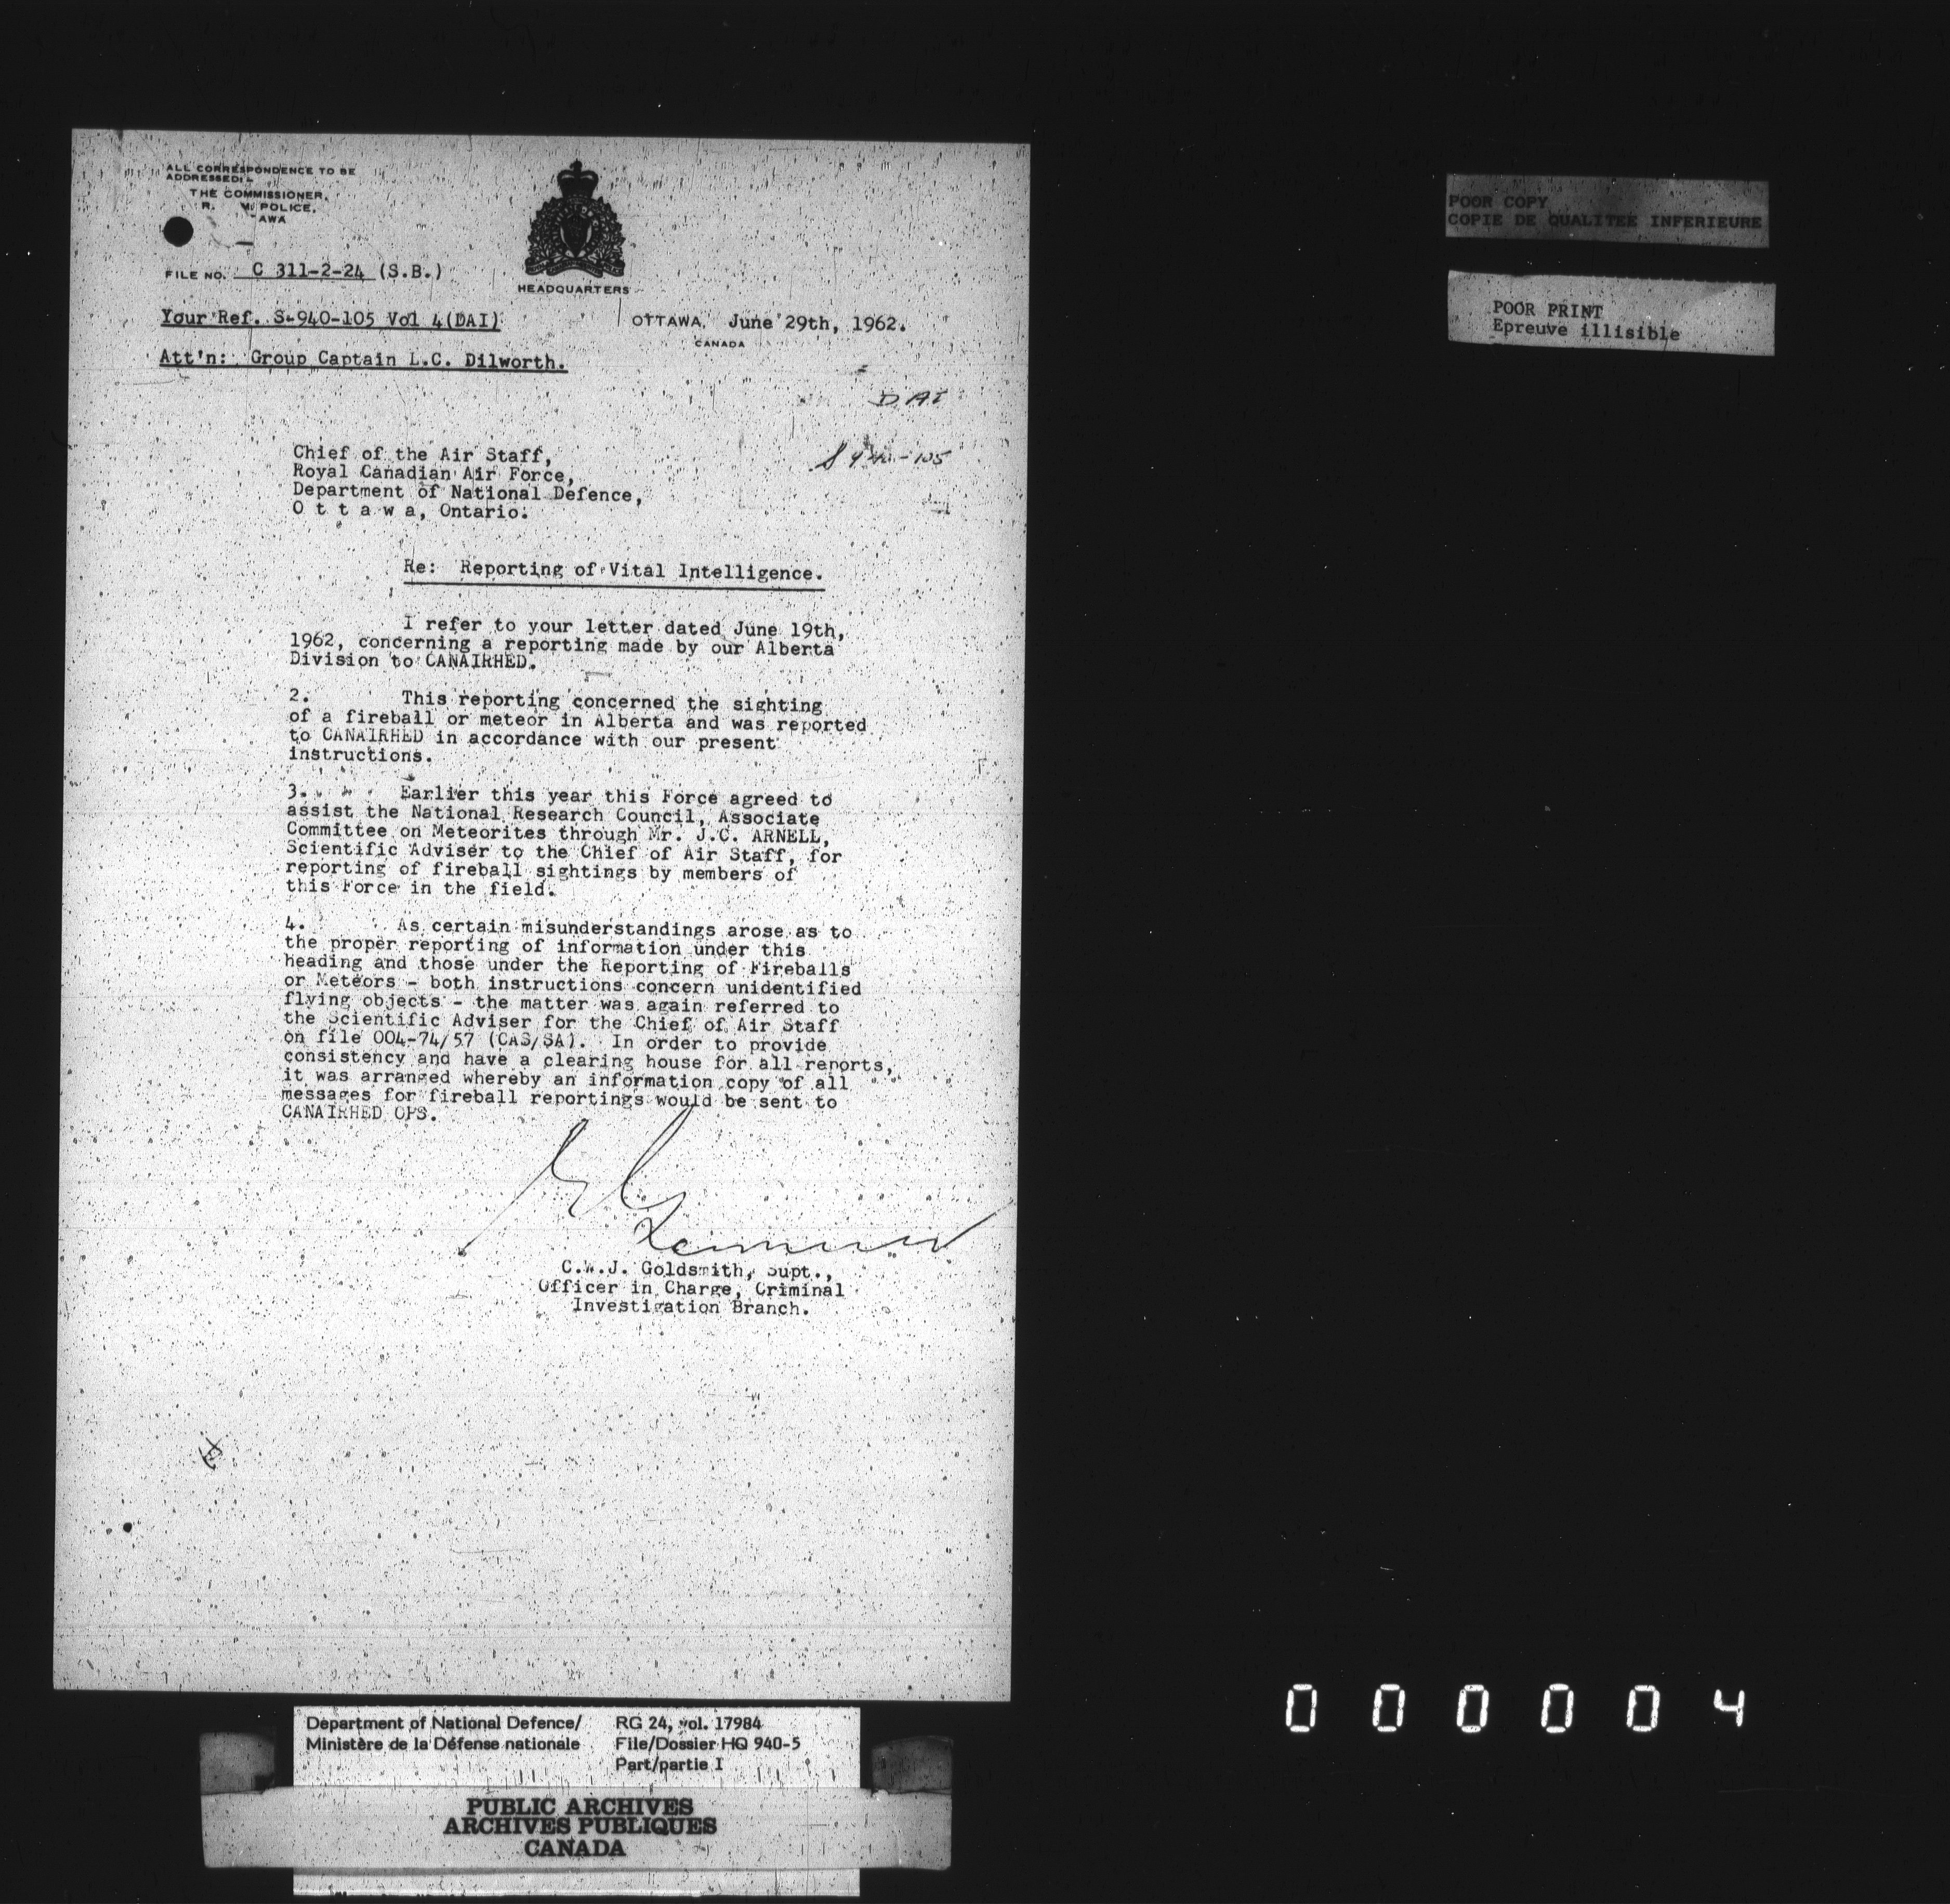 ALL CORRESPONDENCE TO BE
ADDRESSED:-
THE COMMISSIONER,
R. M. POLICE,
AWA
FILE NO. C 311-2-24 (S.B.)
HEADQUARTERS
Your Ref. S-940-105 Vol 4(DAI)
OTTAWA, June 29th, 1962.
CANADA
Att'n: Group Captain L.C. Dilworth.
DAI
S 940-105
Chief of the Air Staff,
Royal Canadian Air Force,
Department of National Defence,
O t t a w a, Ontario.
Re: Reporting of Vital Intelligence.
I refer to your letter dated June 19th,
1962, concerning a reporting made by our Alberta
Division to CANAIRHED.
2. This reporting concerned the sighting
of a fireball or meteor in Alberta and was reported
to CANAIRHED in accordance with our present
instructions.
3. Earlier this year this Force agreed to
assist the National Research Council, Associate
Committee on Meteorites through Mr. J.C. ARNELL,
Scientific Adviser to the Chief of Air Staff, for
reporting of fireball sightings by members of
this Force in the field.
4. As certain misunderstandings arose as to
the proper reporting of information under this
heading and those under the Reporting of Fireballs
or Meteors - both instructions concern unidentified
flying objects - the matter was again referred to
the Scientific Adviser for the Chief of Air Staff
on file 004-74/57 (CAS/SA). In order to provide
consistency and have a clearing house for all reports,
it was arranged whereby an information copy of all
messages for fireball reportings would be sent to
CANAIRHED OPS.
C.W.J. Goldsmith, Supt.,
Officer in Charge, Criminal
Investigation Branch.
POOR COPY
COPIE DE QUALITEE INFERIEURE
POOR PRINT
Epreuve illisible
000004
Department of National Defence/ RG 24, vol. 17984
Ministère de la Défense nationale File/Dossier HQ 940-5
Part/partie I
PUBLIC ARCHIVES
ARCHIVES PUBLIQUES
CANADA